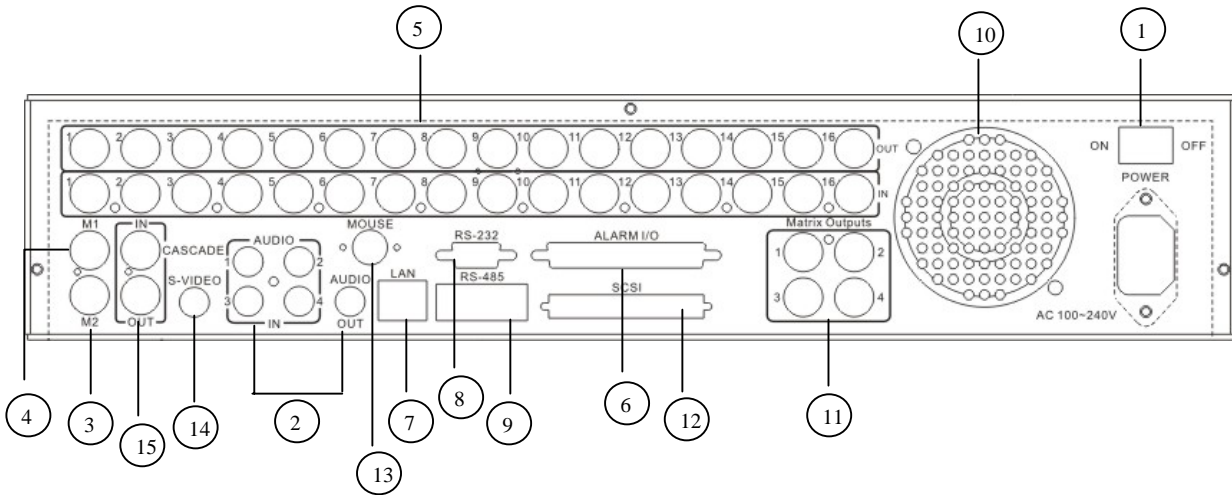 5
10
1
1 2 3 4 5 6 7 8 9 10 11 12 13 14 15 16 OUT
ON OFF
POWER
1 2 3 4 5 6 7 8 9 10 11 12 13 14 15 16 IN
M1 IN MOUSE Matrix Outputs
CASCADE AUDIO RS-232 ALARM I/O
1 2 1 2
S-VIDEO AUDIO LAN RS-485 SCSI
3 4 3 4
M2 OUT IN OUT
AC 100~240V
4 3 15 14 2 13 7 8 9 6 12 11